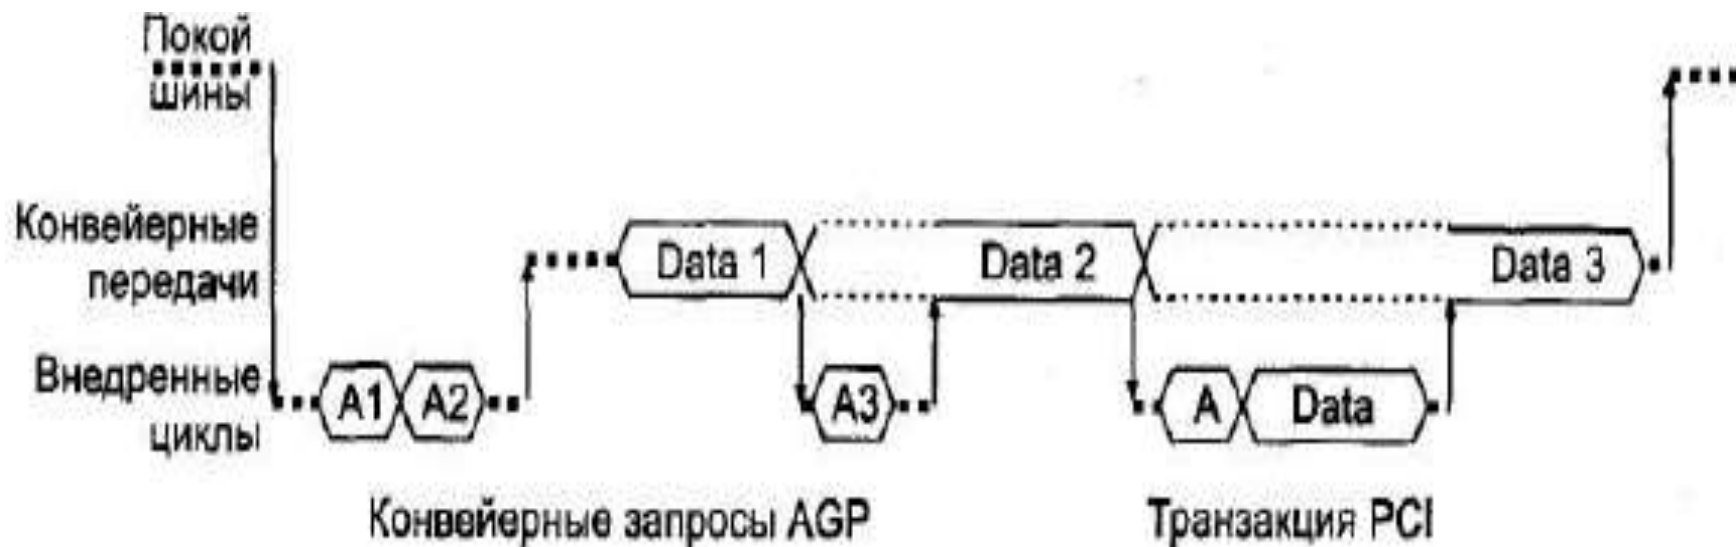 Покой
шины
Конвейерные
передачи
Data 1
Data 2
Data 3
Внедренные
циклы
A1
A2
A3
A
Data
Конвейерные запросы AGP
Транзакция PCI